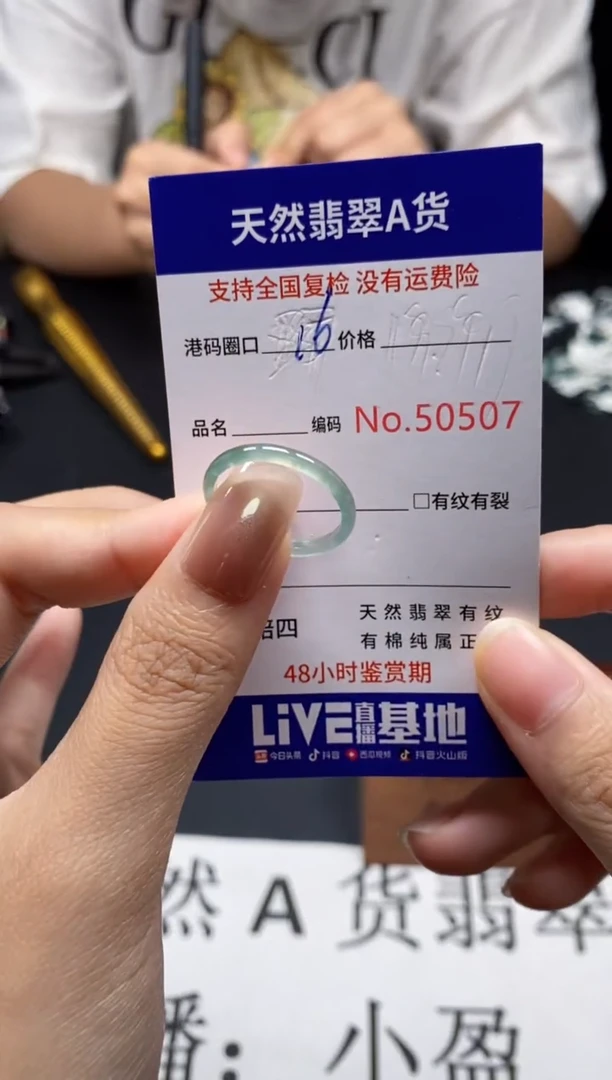 天然翡翠A货
支持全国复检 没有运费险
港码圈口 16 价格
品名 编码 No.50507
□有纹有裂
天然翡翠有纹
赔四 有棉纯属正
48小时鉴赏期
LiVE直播基地
今日头条 抖音 西瓜视频 抖音火山版
然A货翡翠
播：小盈